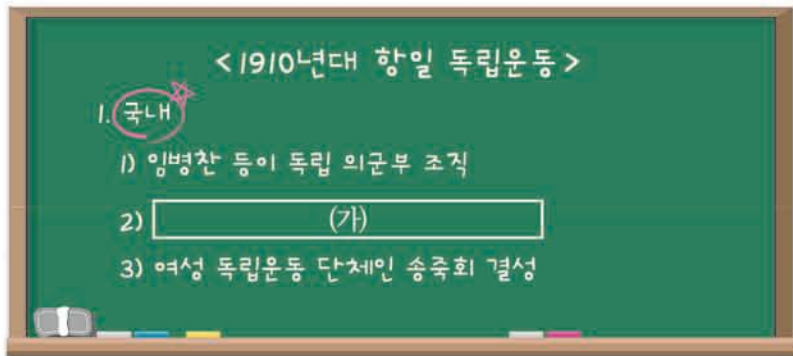 <1910년대 항일 독립운동>
1. 국내
1) 임병찬 등이 독립 의군부 조직
2) (가)
3) 여성 독립운동 단체인 송죽회 결성